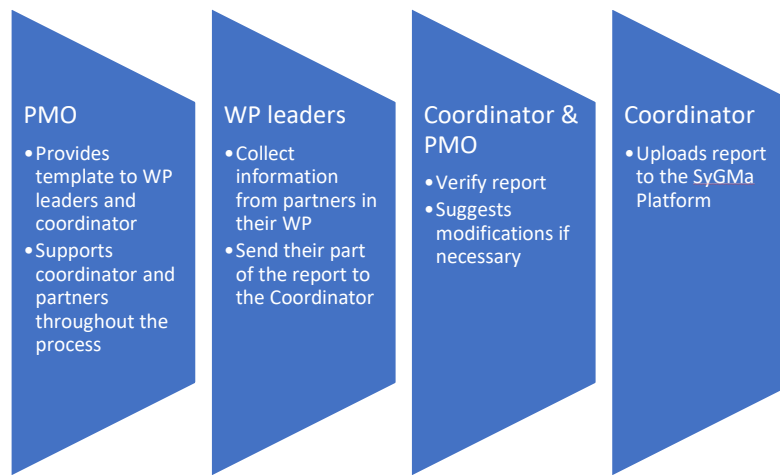 PMO
•Provides
template to WP
leaders and
coordinator
•Supports
coordinator and
partners
throughout the
process
WP leaders
•Collect
information
from partners in
their WP
•Send their part
of the report to
the Coordinator
Coordinator &
PMO
•Verify report
•Suggests
modifications if
necessary
Coordinator
•Uploads report
to the SyGMa
Platform